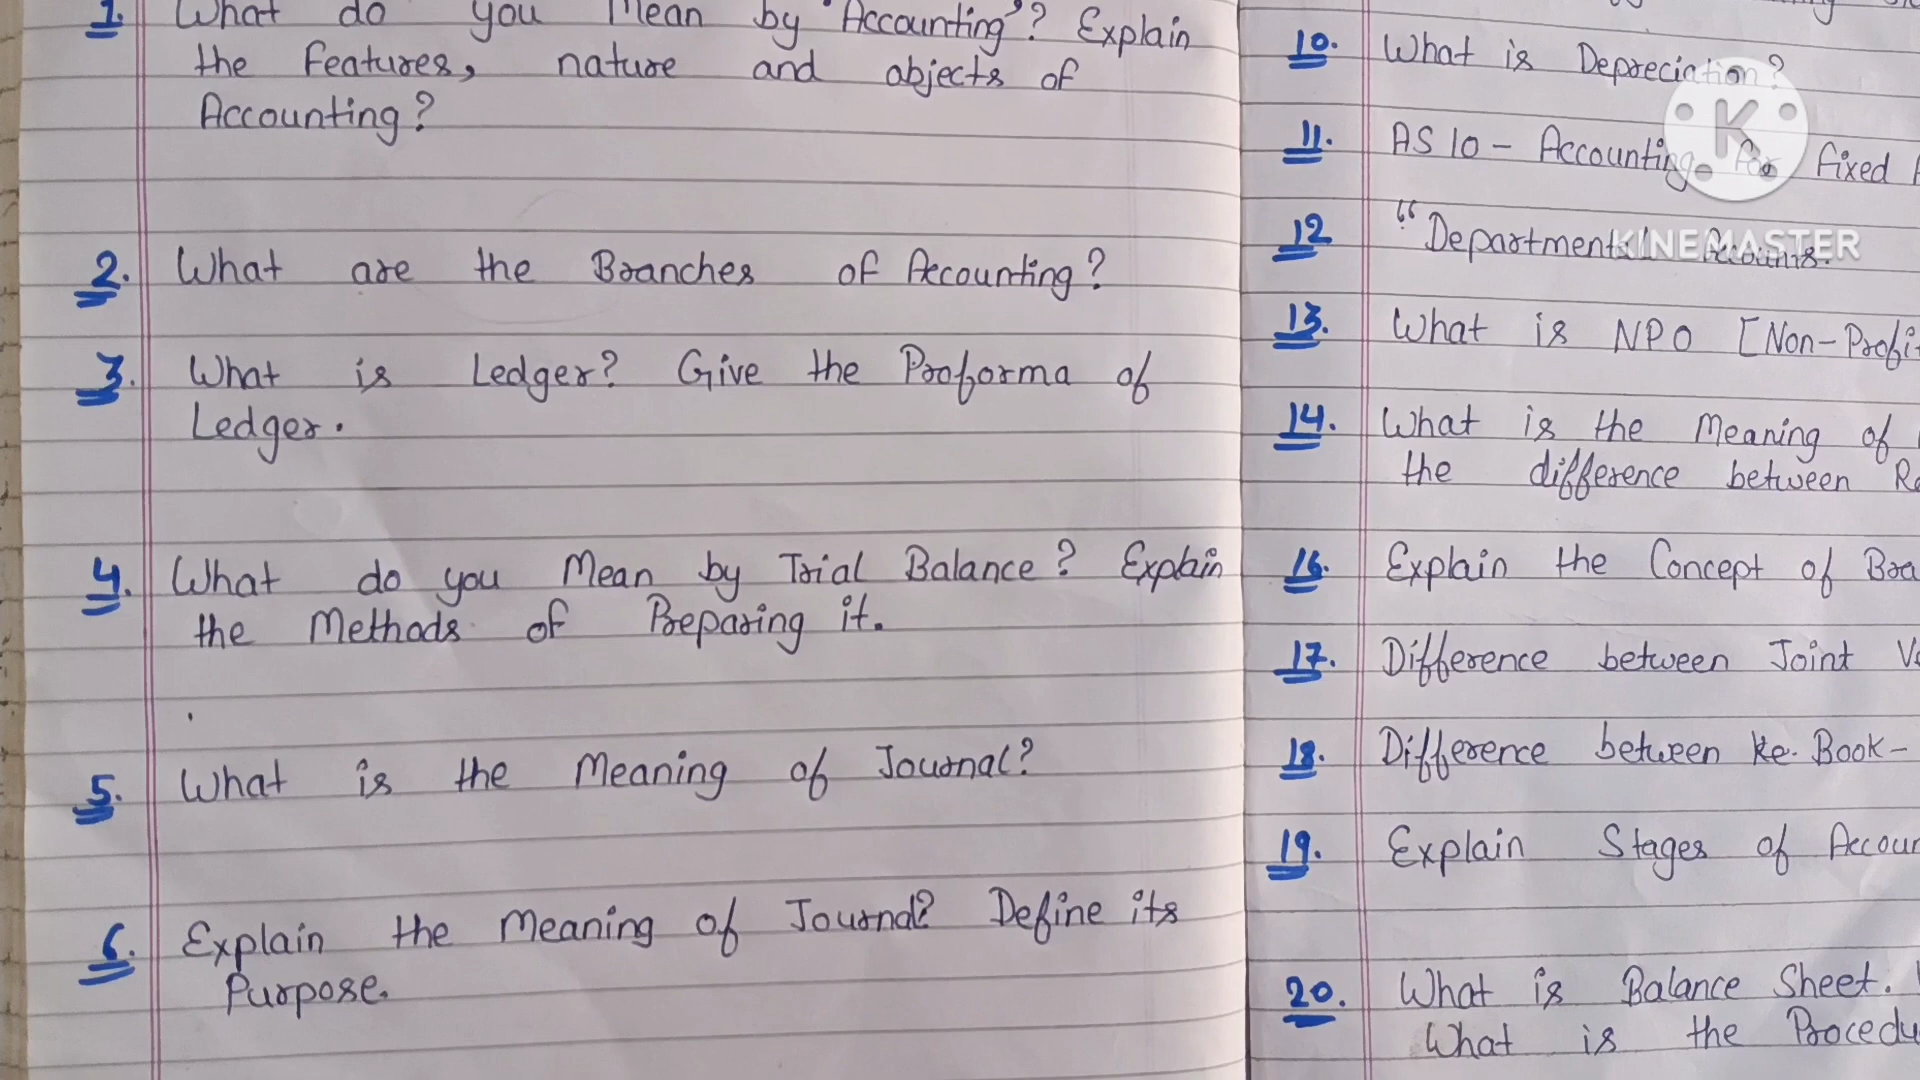 1. What do you Mean by 'Accounting'? Explain
the Features, nature and objects of
Accounting?
2. What are the Branches of Accounting?
3. What is Ledger? Give the Proforma of
Ledger.
4. What do you Mean by Trial Balance? Explain
the Methods of Preparing it.
5. What is the Meaning of Journal?
6. Explain the Meaning of Journal? Define its
Purpose.
10. What is Depreciation?
11. AS 10 - Accounting for Fixed
12 "Departmental Accounts.
13. What is NPO [Non-Profit
14. What is the Meaning of
the difference between
16. Explain the Concept of
17. Difference between Joint
18. Difference between Book-
19. Explain Stages of
20. What is Balance Sheet.
What is the
K
KINEMASTER